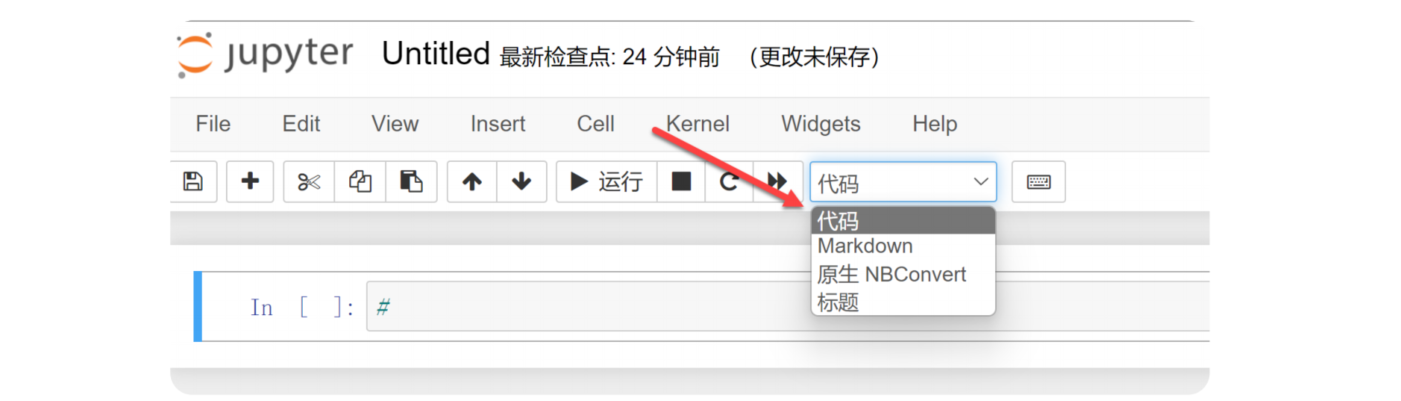 jupyter Untitled 最新检查点: 24 分钟前 (更改未保存)
File Edit View Insert Cell Kernel Widgets Help
运行 代码
代码
Markdown
原生 NBConvert
标题
In [ ]: #